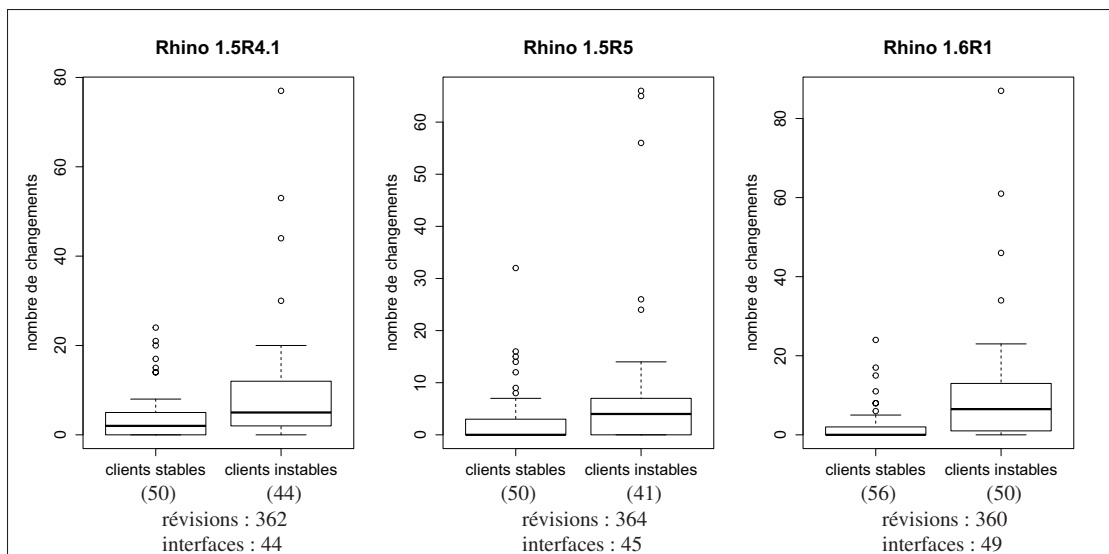 Rhino 1.5R4.1
nombre de changements
80
60
40
20
0
clients stables clients instables
(50) (44)
révisions : 362
interfaces : 44
Rhino 1.5R5
nombre de changements
60
50
40
30
20
10
0
clients stables clients instables
(50) (41)
révisions : 364
interfaces : 45
Rhino 1.6R1
nombre de changements
80
60
40
20
0
clients stables clients instables
(56) (50)
révisions : 360
interfaces : 49